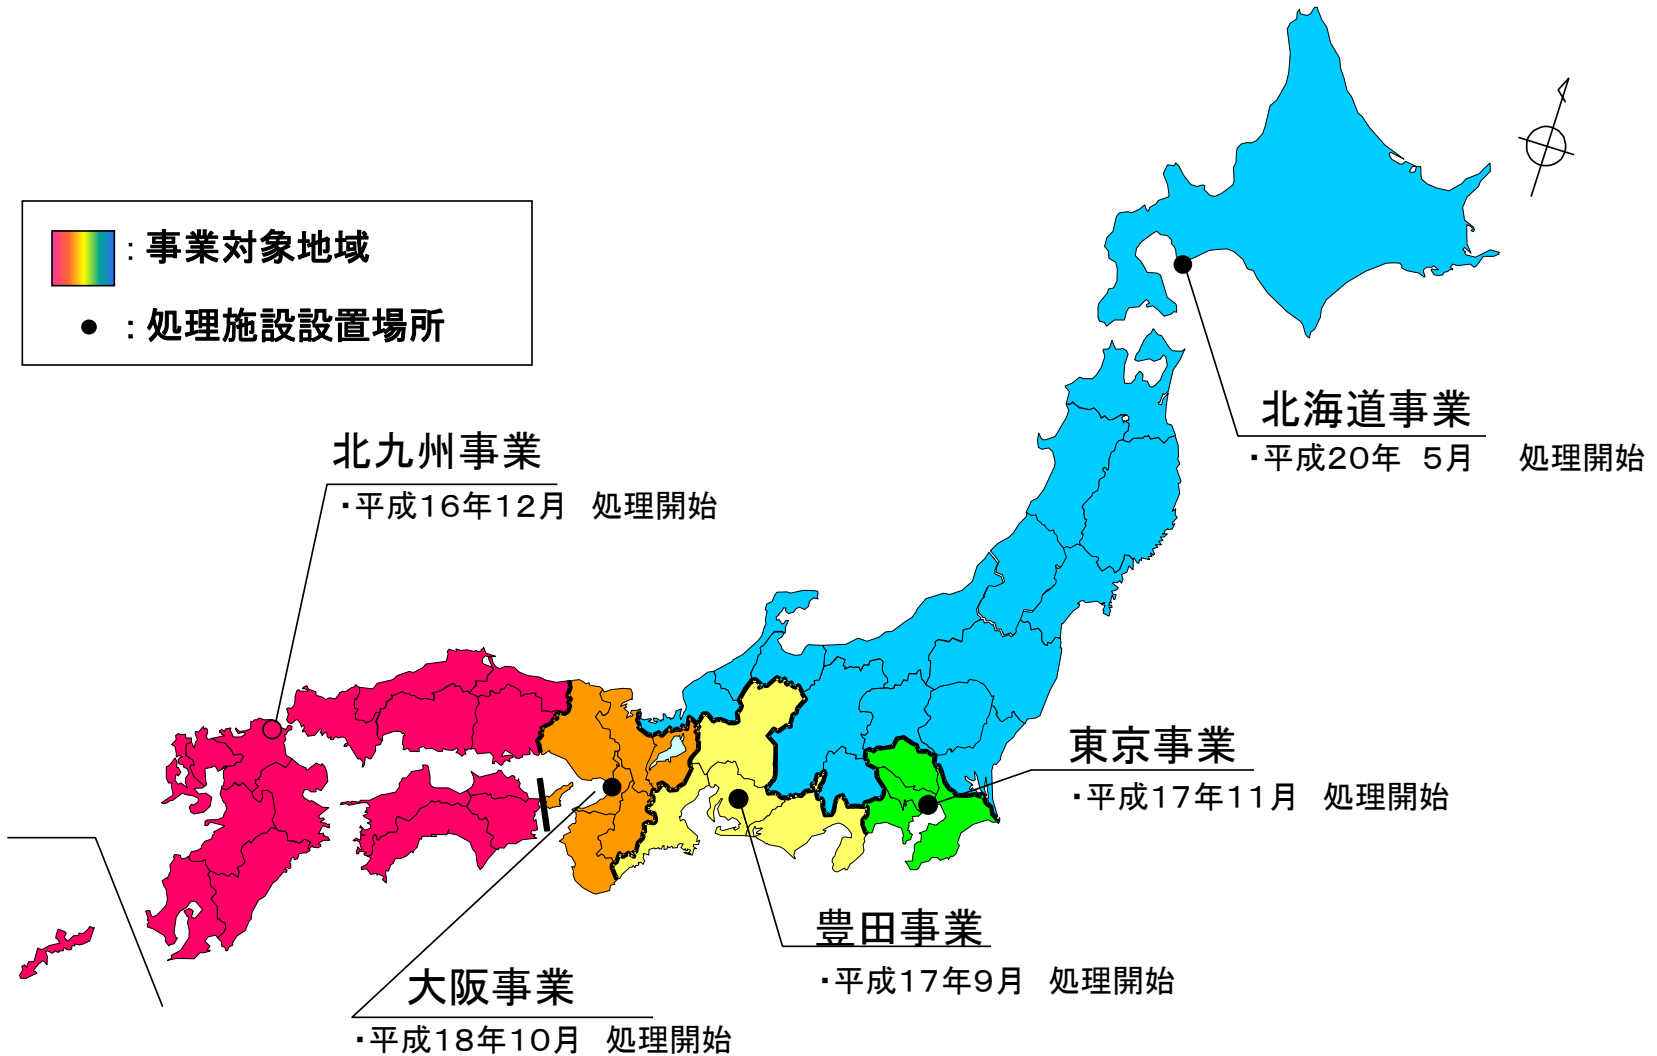 ：事業対象地域
：処理施設設置場所
北海道事業
・平成２０年　５月　処理開始
北九州事業
・平成１６年１２月　処理開始
東京事業
・平成１７年１１月　処理開始
豊田事業
・平成１７年９月　処理開始
大阪事業
・平成１８年１０月　処理開始